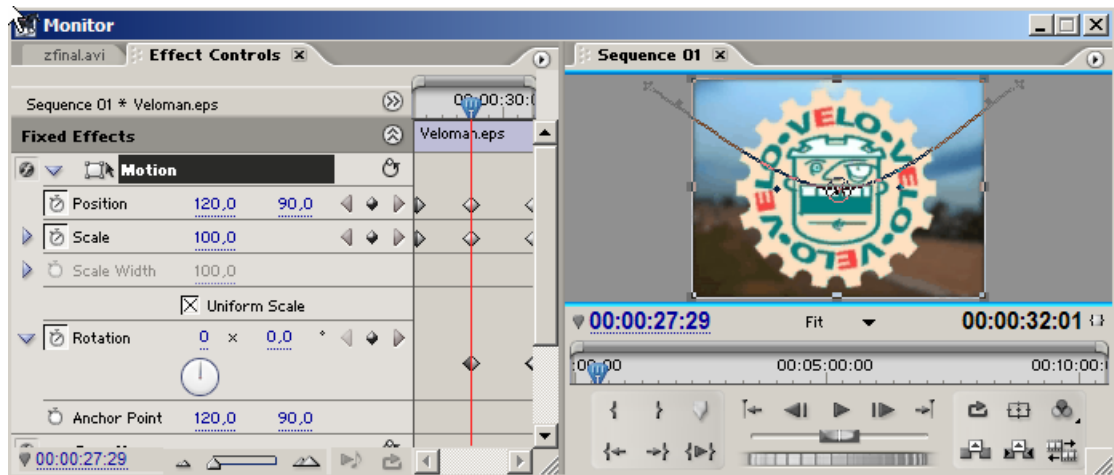 Monitor
zfinal.avi
Effect Controls
Sequence 01
Sequence 01 * Veloman.eps
00:00:30:0
Fixed Effects
Veloman.eps
Motion
Position 120,0 90,0
Scale 100,0
Scale Width 100,0
Uniform Scale
Rotation 0 x 0,0 °
Anchor Point 120,0 90,0
00:00:27:29
VELO•VELO•VELO•VELO•
00:00:27:29 Fit 00:00:32:01
:00:00 00:05:00:00 00:10:00: